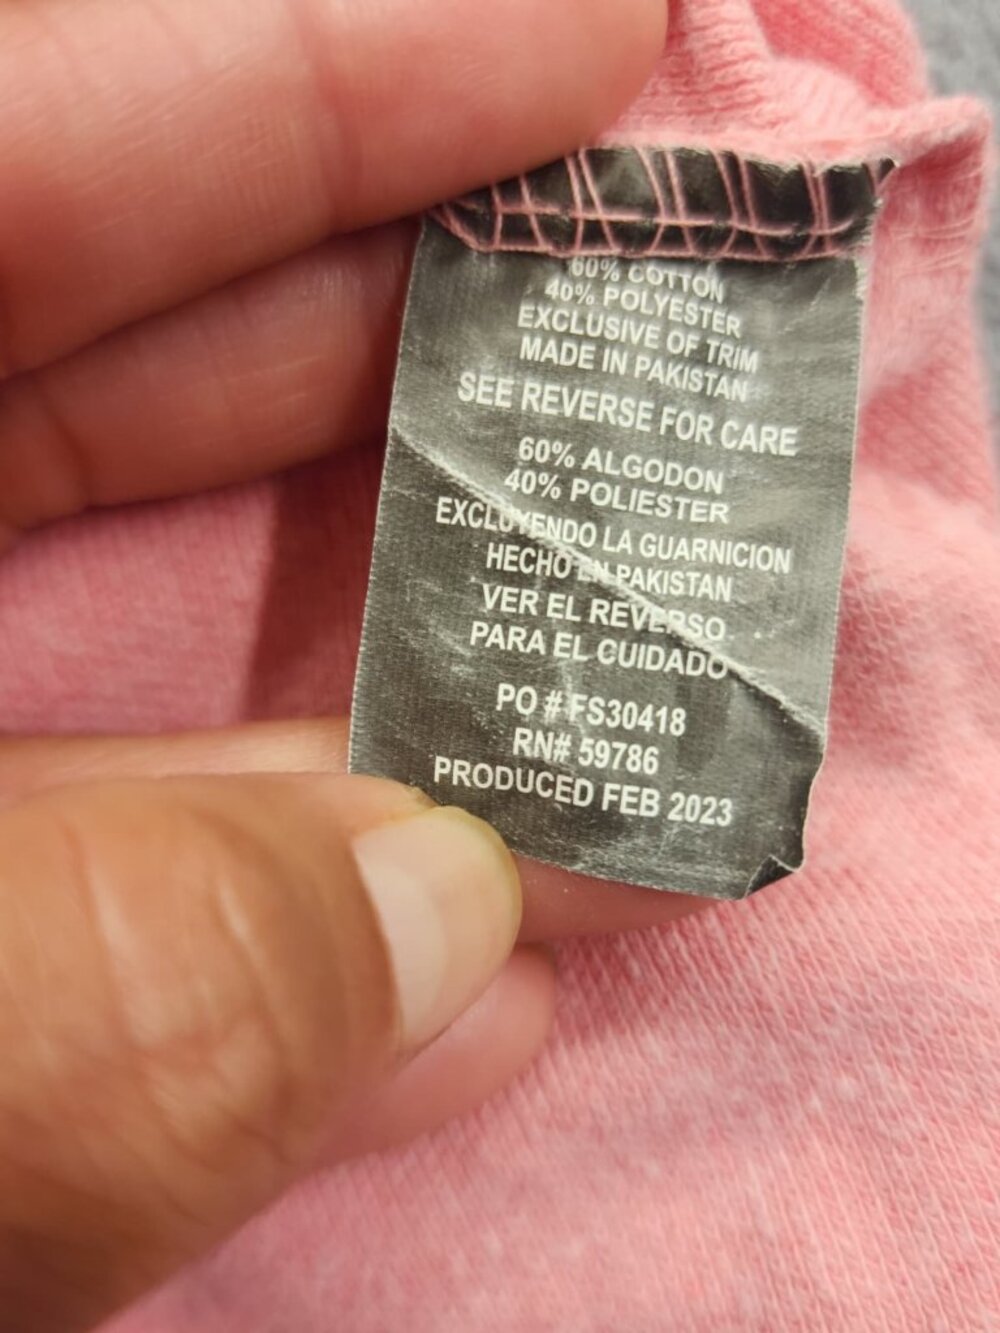 60% COTTON
40% POLYESTER
EXCLUSIVE OF TRIM
MADE IN PAKISTAN
SEE REVERSE FOR CARE
60% ALGODON
40% POLIESTER
EXCLUYENDO LA GUARNICION
HECHO EN PAKISTAN
VER EL REVERSO
PARA EL CUIDADO
PO # FS30418
RN# 59786
PRODUCED FEB 2023